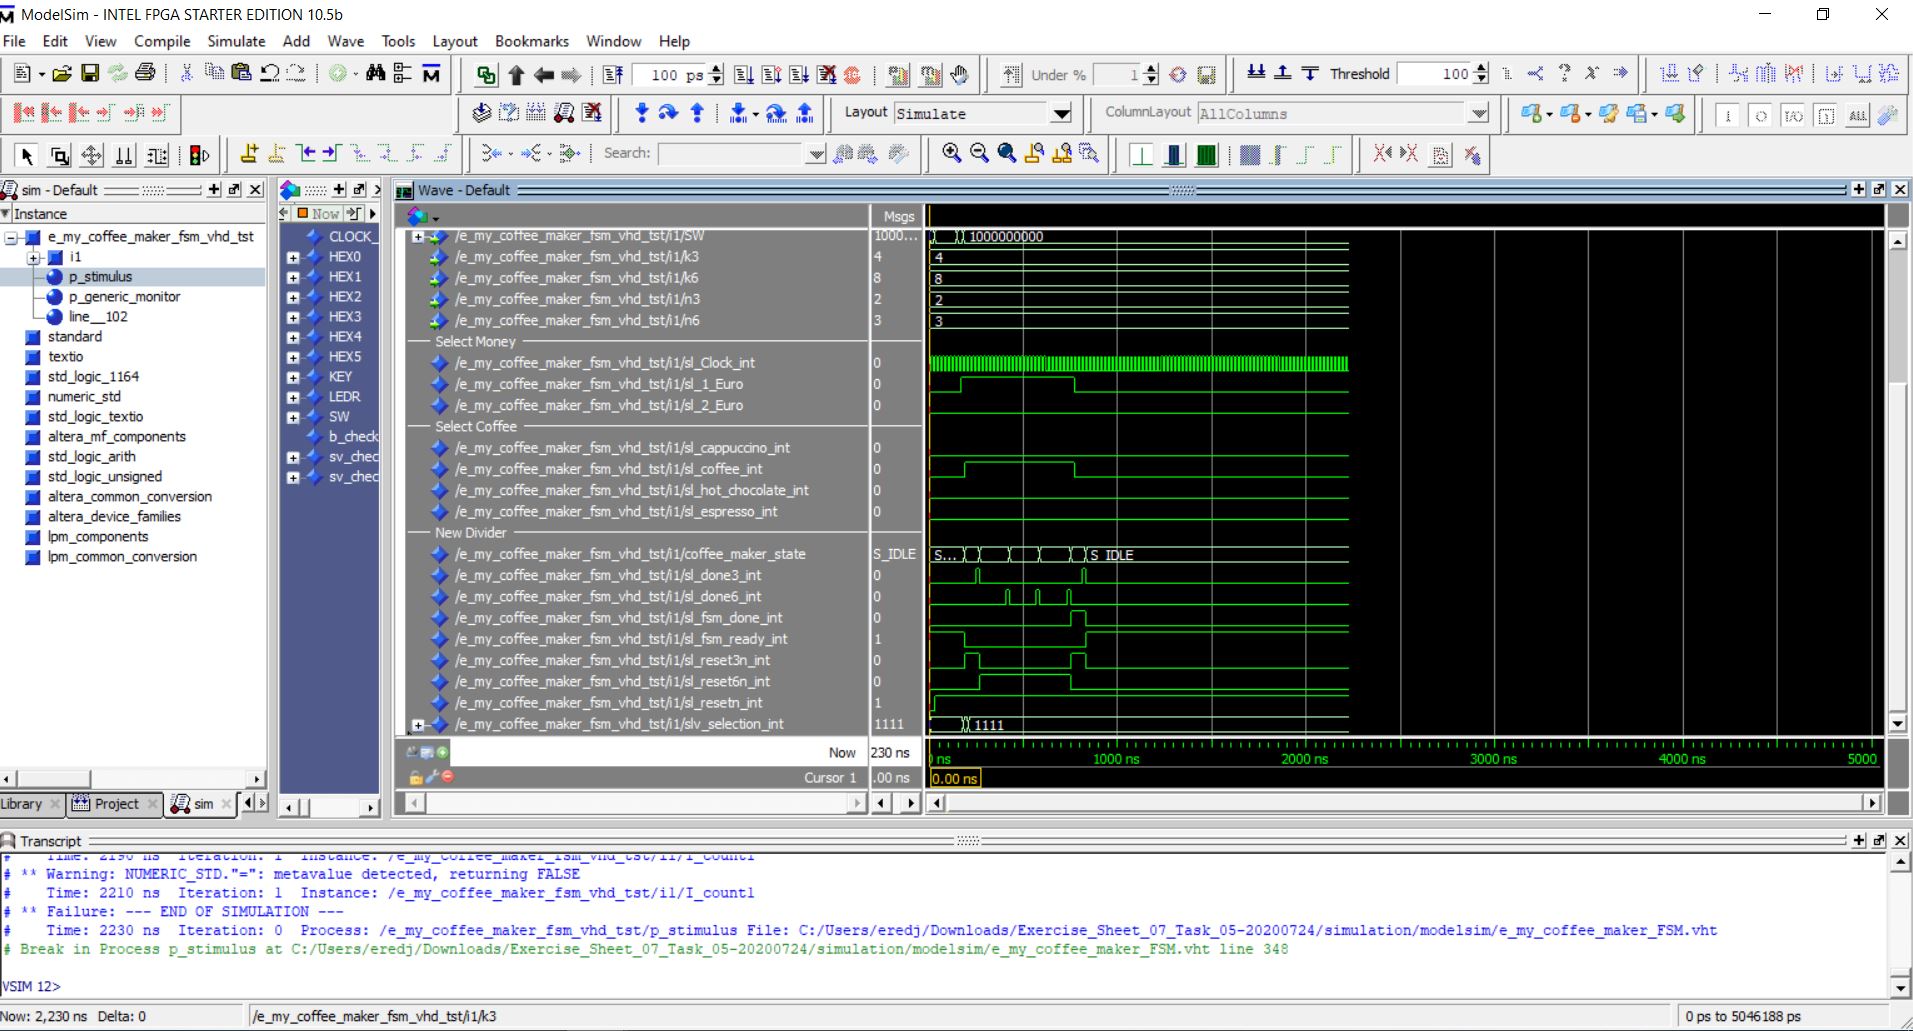 ModelSim - INTEL FPGA STARTER EDITION 10.5b
File Edit View Compile Simulate Add Wave Tools Layout Bookmarks Window Help
100 ps Under % 1 Threshold 100
Layout Simulate ColumnLayout AllColumns
Search:
sim - Default
Instance
e_my_coffee_maker_fsm_vhd_tst
i1
p_stimulus
p_generic_monitor
line__102
standard
textio
std_logic_1164
numeric_std
std_logic_textio
altera_mf_components
std_logic_arith
std_logic_unsigned
altera_common_conversion
altera_device_families
lpm_components
lpm_common_conversion
Library Project sim
Now
CLOCK_
HEX0
HEX1
HEX2
HEX3
HEX4
HEX5
KEY
LEDR
SW
b_check
sv_chec
sv_chec
Wave - Default
Msgs
/e_my_coffee_maker_fsm_vhd_tst/i1/SW 1000... 1000000000
/e_my_coffee_maker_fsm_vhd_tst/i1/k3 4 4
/e_my_coffee_maker_fsm_vhd_tst/i1/k6 8 8
/e_my_coffee_maker_fsm_vhd_tst/i1/n3 2 2
/e_my_coffee_maker_fsm_vhd_tst/i1/n6 3 3
Select Money
/e_my_coffee_maker_fsm_vhd_tst/i1/sl_Clock_int 0
/e_my_coffee_maker_fsm_vhd_tst/i1/sl_1_Euro 0
/e_my_coffee_maker_fsm_vhd_tst/i1/sl_2_Euro 0
Select Coffee
/e_my_coffee_maker_fsm_vhd_tst/i1/sl_cappuccino_int 0
/e_my_coffee_maker_fsm_vhd_tst/i1/sl_coffee_int 0
/e_my_coffee_maker_fsm_vhd_tst/i1/sl_hot_chocolate_int 0
/e_my_coffee_maker_fsm_vhd_tst/i1/sl_espresso_int 0
New Divider
/e_my_coffee_maker_fsm_vhd_tst/i1/coffee_maker_state S_IDLE S... S_IDLE
/e_my_coffee_maker_fsm_vhd_tst/i1/sl_done3_int 0
/e_my_coffee_maker_fsm_vhd_tst/i1/sl_done6_int 0
/e_my_coffee_maker_fsm_vhd_tst/i1/sl_fsm_done_int 0
/e_my_coffee_maker_fsm_vhd_tst/i1/sl_fsm_ready_int 1
/e_my_coffee_maker_fsm_vhd_tst/i1/sl_reset3n_int 0
/e_my_coffee_maker_fsm_vhd_tst/i1/sl_reset6n_int 0
/e_my_coffee_maker_fsm_vhd_tst/i1/sl_resetn_int 1
/e_my_coffee_maker_fsm_vhd_tst/i1/slv_selection_int 1111 1111
Now 230 ns ns 1000 ns 2000 ns 3000 ns 4000 ns 5000
Cursor 1 .00 ns 0.00 ns
Transcript
# Time: 2190 ns Iteration: 1 Instance: /e_my_coffee_maker_fsm_vhd_tst/i1/I_count1
# ** Warning: NUMERIC_STD."=": metavalue detected, returning FALSE
# Time: 2210 ns Iteration: 1 Instance: /e_my_coffee_maker_fsm_vhd_tst/i1/I_count1
# ** Failure: --- END OF SIMULATION ---
# Time: 2230 ns Iteration: 0 Process: /e_my_coffee_maker_fsm_vhd_tst/p_stimulus File: C:/Users/eredj/Downloads/Exercise_Sheet_07_Task_05-20200724/simulation/modelsim/e_my_coffee_maker_FSM.vht
# Break in Process p_stimulus at C:/Users/eredj/Downloads/Exercise_Sheet_07_Task_05-20200724/simulation/modelsim/e_my_coffee_maker_FSM.vht line 348
VSIM 12>
Now: 2,230 ns Delta: 0 /e_my_coffee_maker_fsm_vhd_tst/i1/k3 0 ps to 5046188 ps